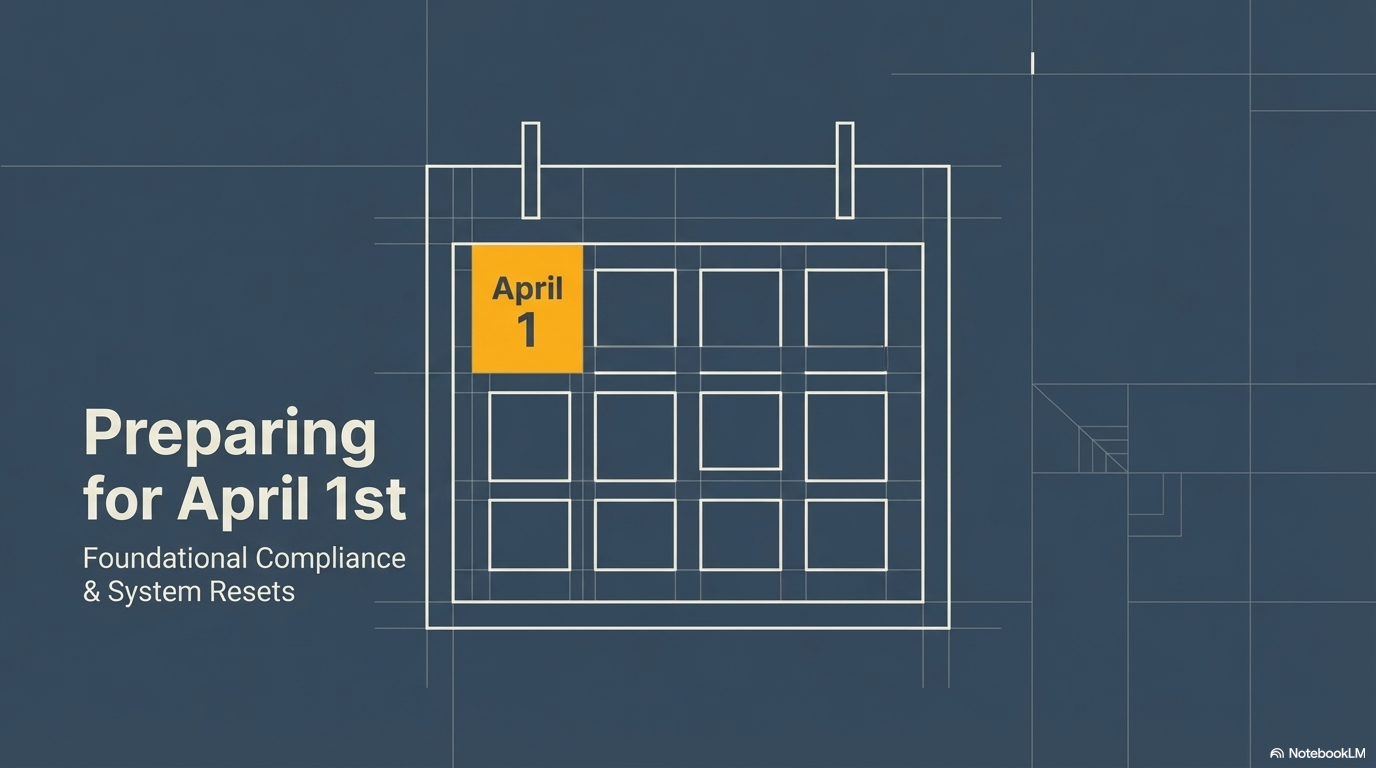 April
1
Preparing
for April 1st
Foundational Compliance
& System Resets
NotebookLM